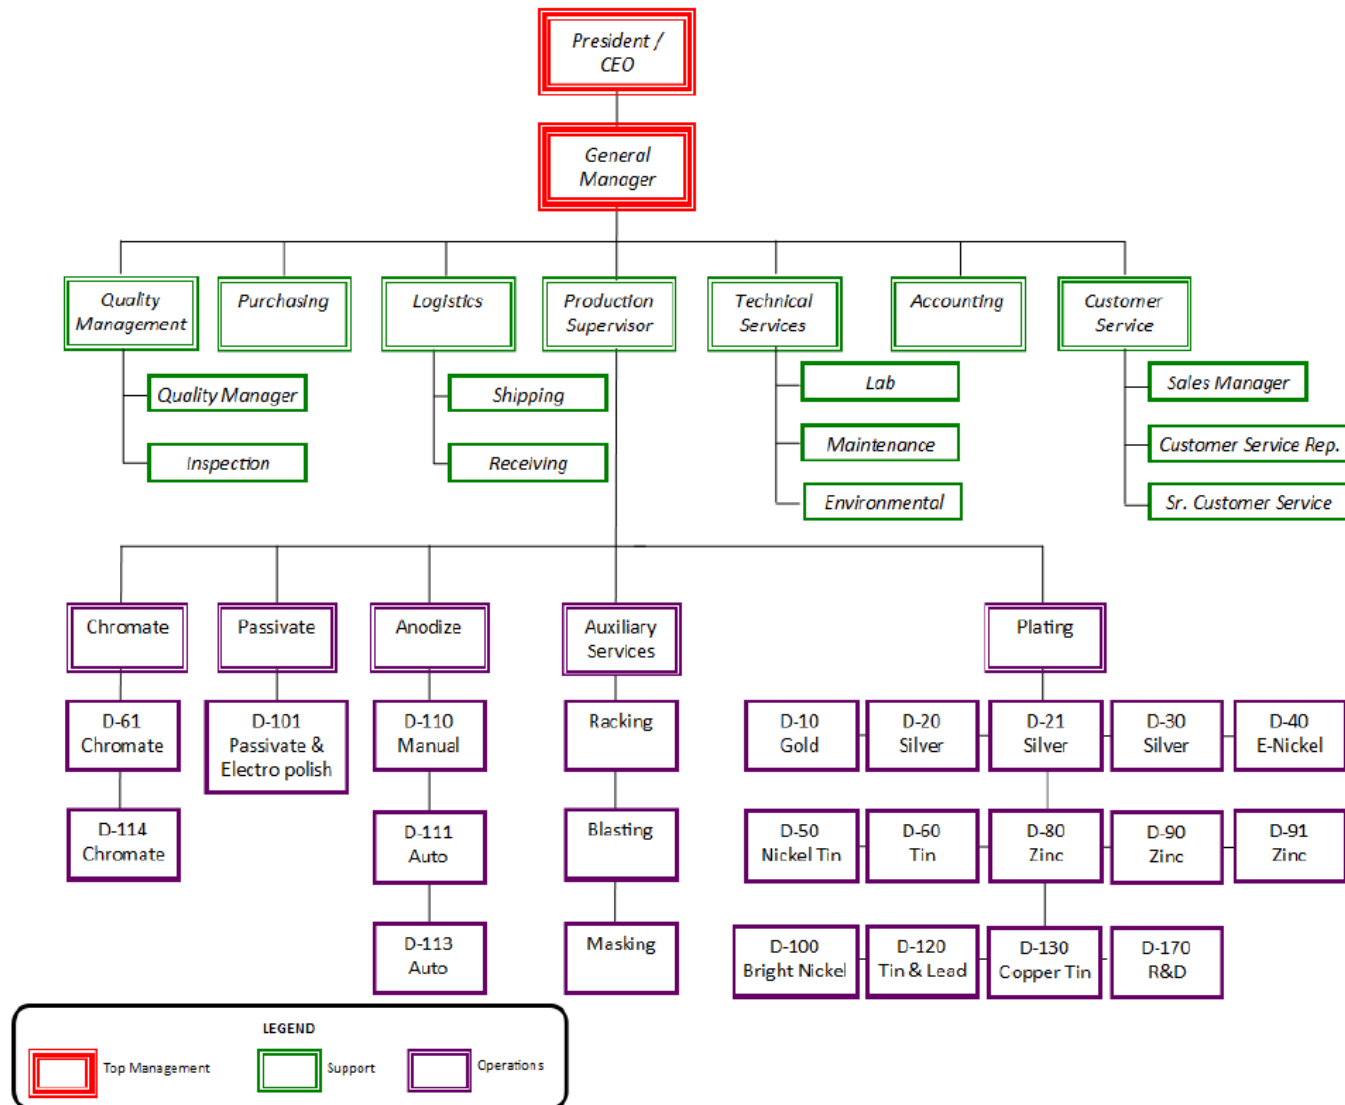 President /
CEO
General
Manager
Quality
Management
Purchasing
Logistics
Production
Supervisor
Technical
Services
Accounting
Customer
Service
Quality Manager
Inspection
Shipping
Receiving
Lab
Maintenance
Environmental
Sales Manager
Customer Service Rep.
Sr. Customer Service
Chromate
Passivate
Anodize
Auxiliary
Services
Plating
D-61
Chromate
D-114
Chromate
D-101
Passivate &
Electro polish
D-110
Manual
D-111
Auto
D-113
Auto
Racking
Blasting
Masking
D-10
Gold
D-20
Silver
D-21
Silver
D-30
Silver
D-40
E-Nickel
D-50
Nickel Tin
D-60
Tin
D-80
Zinc
D-90
Zinc
D-91
Zinc
D-100
Bright Nickel
D-120
Tin & Lead
D-130
Copper Tin
D-170
R&D
LEGEND
Top Management
Support
Operations